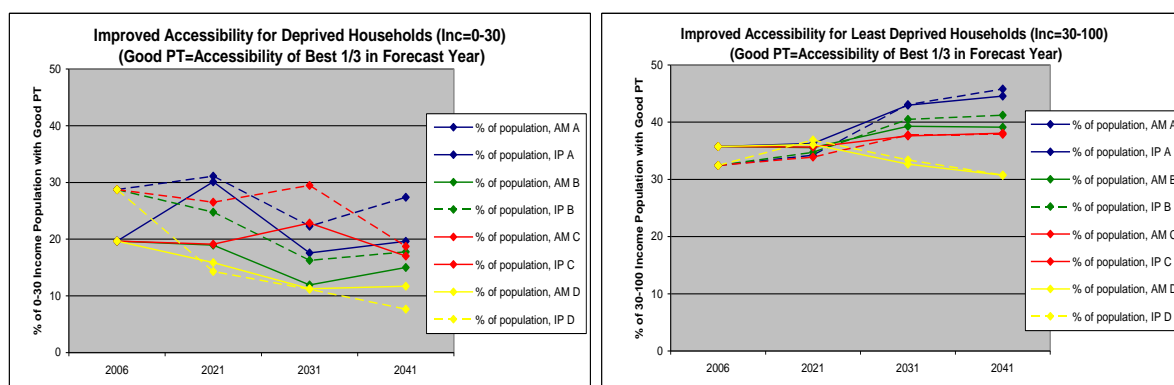 Improved Accessibility for Deprived Households (Inc=0-30)
(Good PT=Accessibility of Best 1/3 in Forecast Year)
% of 0-30 Income Population with Good PT
50
40
30
20
10
0
2006 2021 2031 2041
% of population, AM A
% of population, IP A
% of population, AM B
% of population, IP B
% of population, AM C
% of population, IP C
% of population, AM D
% of population, IP D
Improved Accessibility for Least Deprived Households (Inc=30-100)
(Good PT=Accessibility of Best 1/3 in Forecast Year)
% of 30-100 Income Population with Good PT
50
40
30
20
10
0
2006 2021 2031 2041
% of population, AM A
% of population, IP A
% of population, AM B
% of population, IP B
% of population, AM C
% of population, IP C
% of population, AM D
% of population, IP D